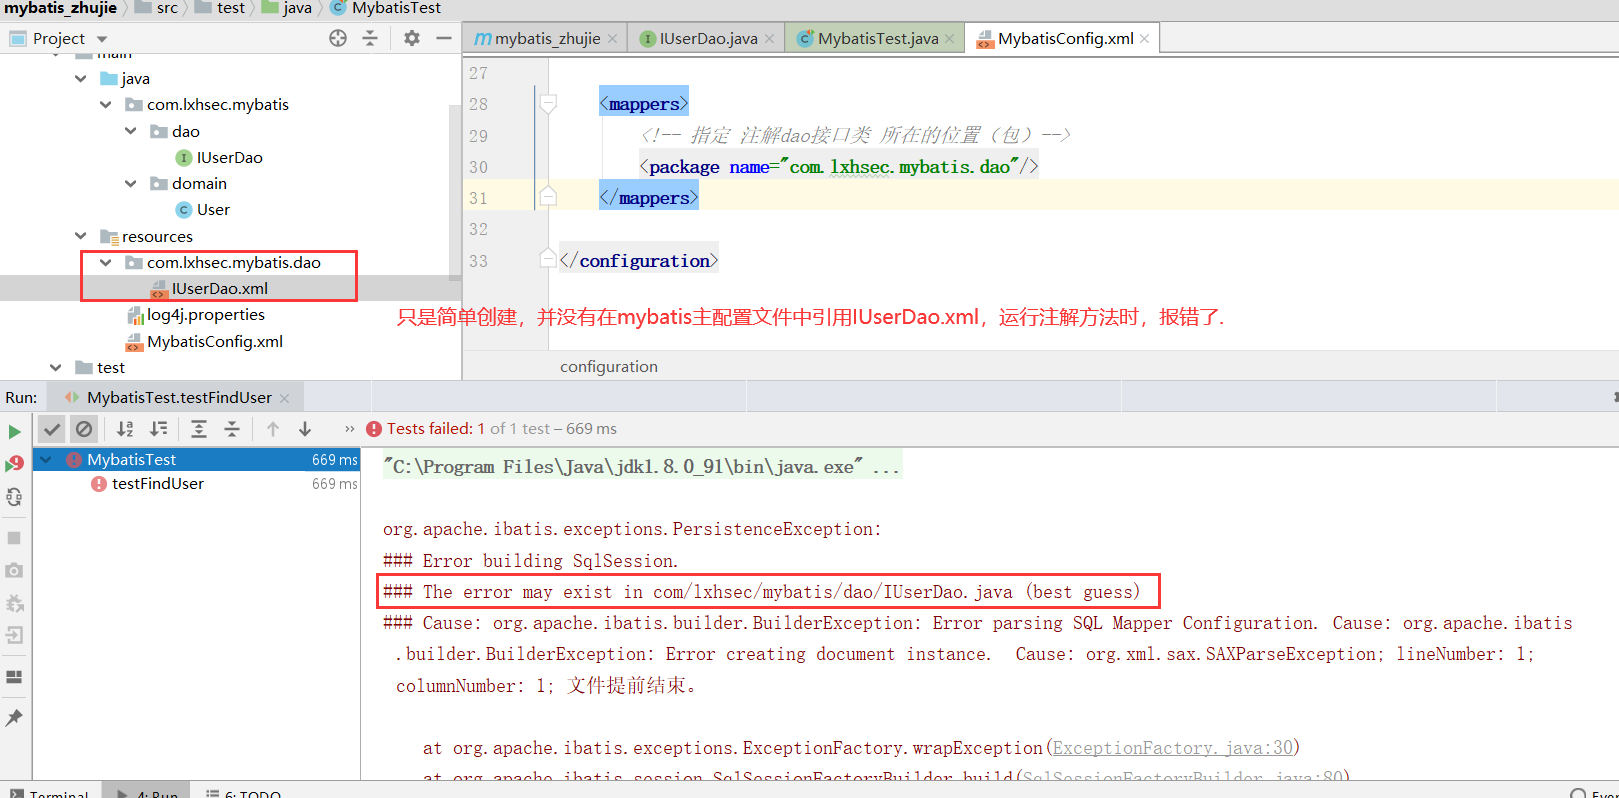 mybatis_zhujie src test java MybatisTest
Project
mybatis_zhujie IUserDao.java MybatisTest.java MybatisConfig.xml
main
java
com.lxhsec.mybatis
dao
IUserDao
domain
User
resources
com.lxhsec.mybatis.dao
IUserDao.xml
log4j.properties
MybatisConfig.xml
test
27
28 <mappers>
29 <!-- 指定 注解dao接口类 所在的位置（包）-->
30 <package name="com.lxhsec.mybatis.dao"/>
31 </mappers>
32
33 </configuration>
只是简单创建，并没有在mybatis主配置文件中引用IUserDao.xml，运行注解方法时，报错了.
configuration
Run: MybatisTest.testFindUser
Tests failed: 1 of 1 test – 669 ms
MybatisTest 669 ms
testFindUser 669 ms
"C:\Program Files\Java\jdk1.8.0_91\bin\java.exe" ...
org.apache.ibatis.exceptions.PersistenceException:
### Error building SqlSession.
### The error may exist in com/lxhsec/mybatis/dao/IUserDao.java (best guess)
### Cause: org.apache.ibatis.builder.BuilderException: Error parsing SQL Mapper Configuration. Cause: org.apache.ibatis
.builder.BuilderException: Error creating document instance.  Cause: org.xml.sax.SAXParseException; lineNumber: 1;
columnNumber: 1; 文件提前结束。
at org.apache.ibatis.exceptions.ExceptionFactory.wrapException(ExceptionFactory.java:30)
at org.apache.ibatis.session.SqlSessionFactoryBuilder.build(SqlSessionFactoryBuilder.java:80)
Terminal 4: Run 6: TODO